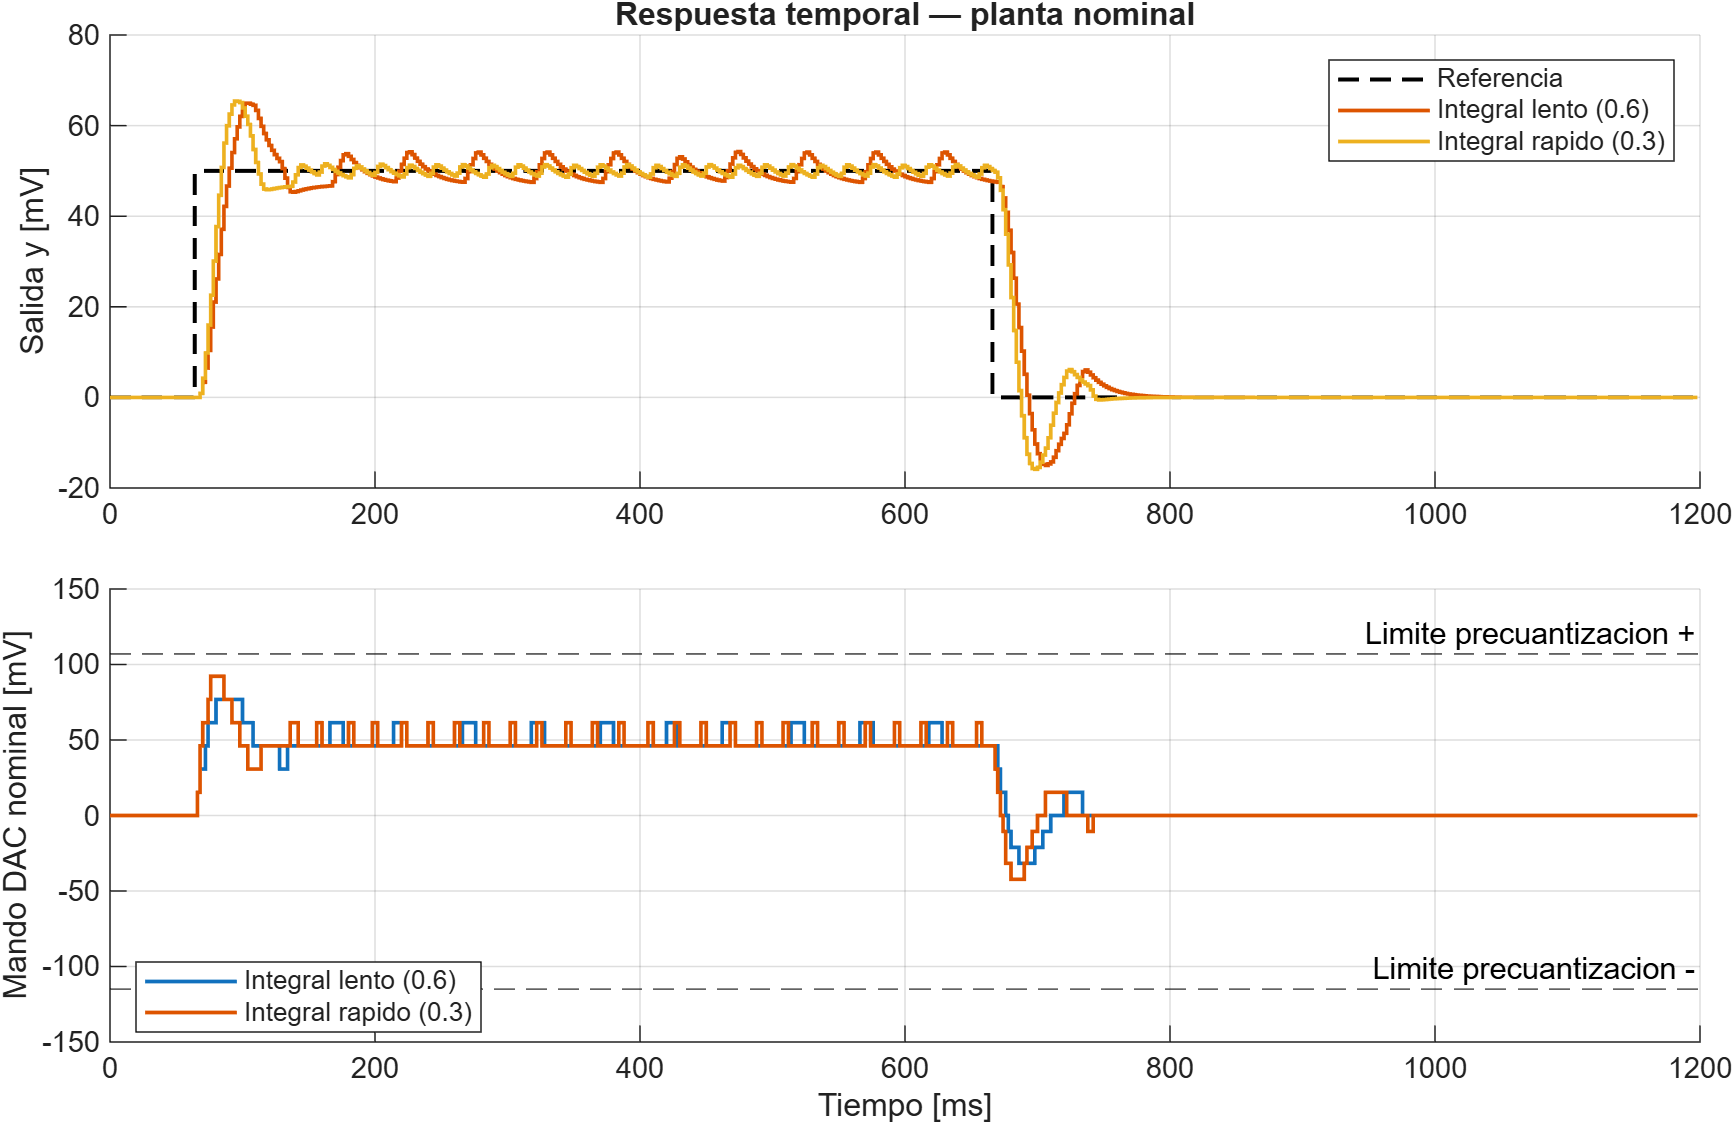 Respuesta temporal — planta nominal
Salida y [mV]
80
60
40
20
0
-20
Referencia
Integral lento (0.6)
Integral rapido (0.3)
0 200 400 600 800 1000 1200
Mando DAC nominal [mV]
150
100
50
0
-50
-100
-150
Limite precuantizacion +
Limite precuantizacion -
Integral lento (0.6)
Integral rapido (0.3)
0 200 400 600 800 1000 1200
Tiempo [ms]